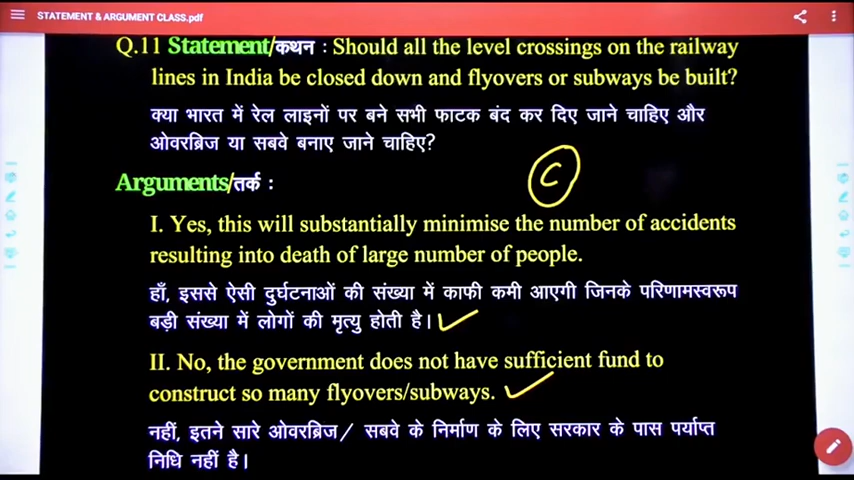 STATEMENT & ARGUMENT CLASS.pdf
Q.11 Statement/कथन : Should all the level crossings on the railway
lines in India be closed down and flyovers or subways be built?
क्या भारत में रेल लाइनों पर बने सभी फाटक बंद कर दिए जाने चाहिए और
ओवरब्रिज या सबवे बनाए जाने चाहिए?
C
Arguments/तर्क :
I. Yes, this will substantially minimise the number of accidents
resulting into death of large number of people.
हाँ, इससे ऐसी दुर्घटनाओं की संख्या में काफी कमी आएगी जिनके परिणामस्वरूप
बड़ी संख्या में लोगों की मृत्यु होती है।
II. No, the government does not have sufficient fund to
construct so many flyovers/subways.
नहीं, इतने सारे ओवरब्रिज/ सबवे के निर्माण के लिए सरकार के पास पर्याप्त
निधि नहीं है।